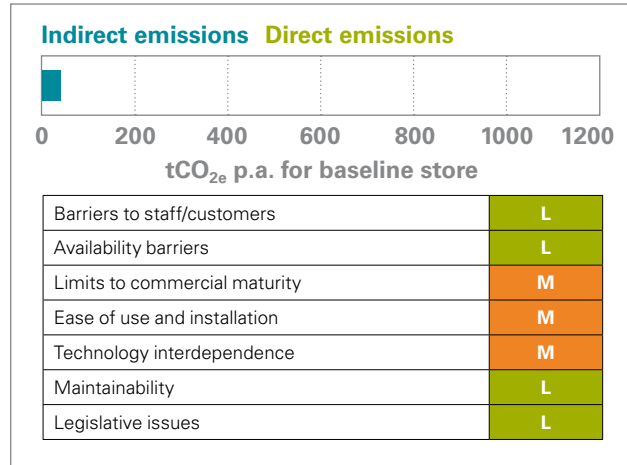 Indirect emissions Direct emissions
0 200 400 600 800 1000 1200
tCO2e p.a. for baseline store
Barriers to staff/customers L
Availability barriers L
Limits to commercial maturity M
Ease of use and installation M
Technology interdependence M
Maintainability L
Legislative issues L